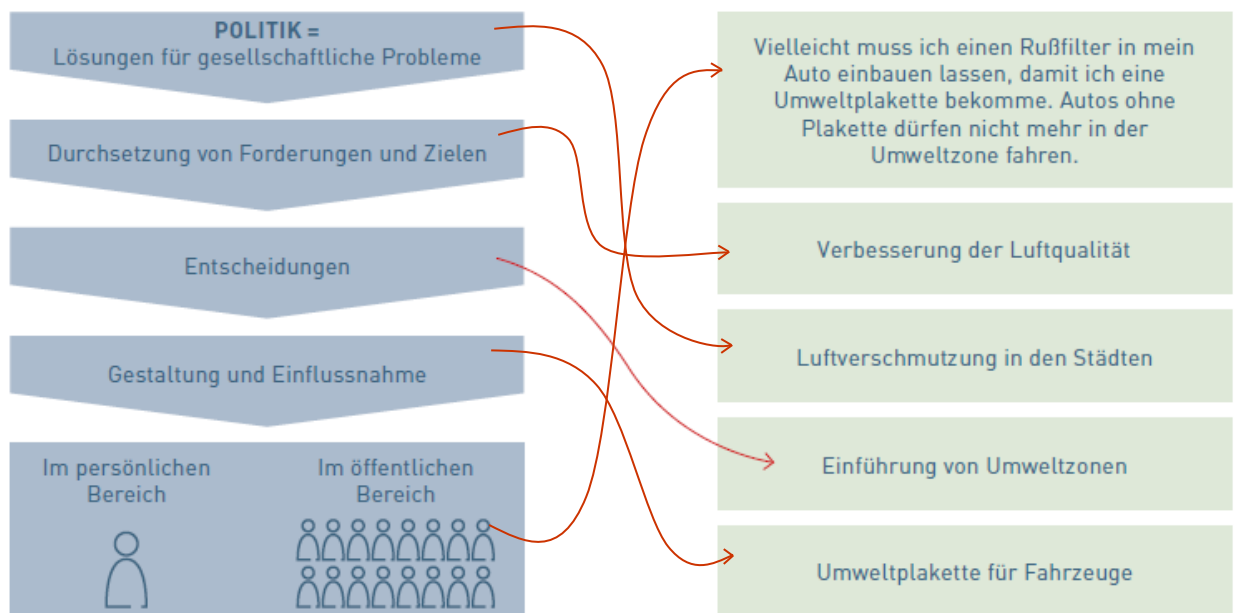 POLITIK =
Lösungen für gesellschaftliche Probleme
Durchsetzung von Forderungen und Zielen
Entscheidungen
Gestaltung und Einflussnahme
Im persönlichen
Bereich
Im öffentlichen
Bereich
Vielleicht muss ich einen Rußfilter in mein
Auto einbauen lassen, damit ich eine
Umweltplakette bekomme. Autos ohne
Plakette dürfen nicht mehr in der
Umweltzone fahren.
Verbesserung der Luftqualität
Luftverschmutzung in den Städten
Einführung von Umweltzonen
Umweltplakette für Fahrzeuge